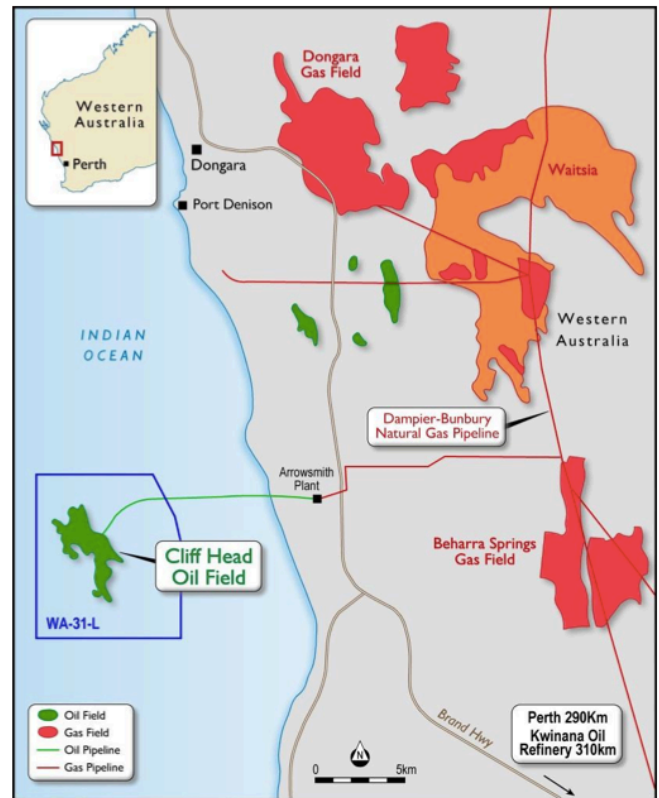 Western
Australia
Perth
Dongara
Gas Field
Waitsia
Dongara
Port Denison
INDIAN
OCEAN
Western
Australia
Dampier-Bunbury
Natural Gas Pipeline
Arrowsmith
Plant
Cliff Head
Oil Field
Beharra Springs
Gas Field
WA-31-L
Oil Field
Gas Field
Oil Pipeline
Gas Pipeline
N
0 5km
Brand Hwy
Perth 290Km
Kwinana Oil
Refinery 310km